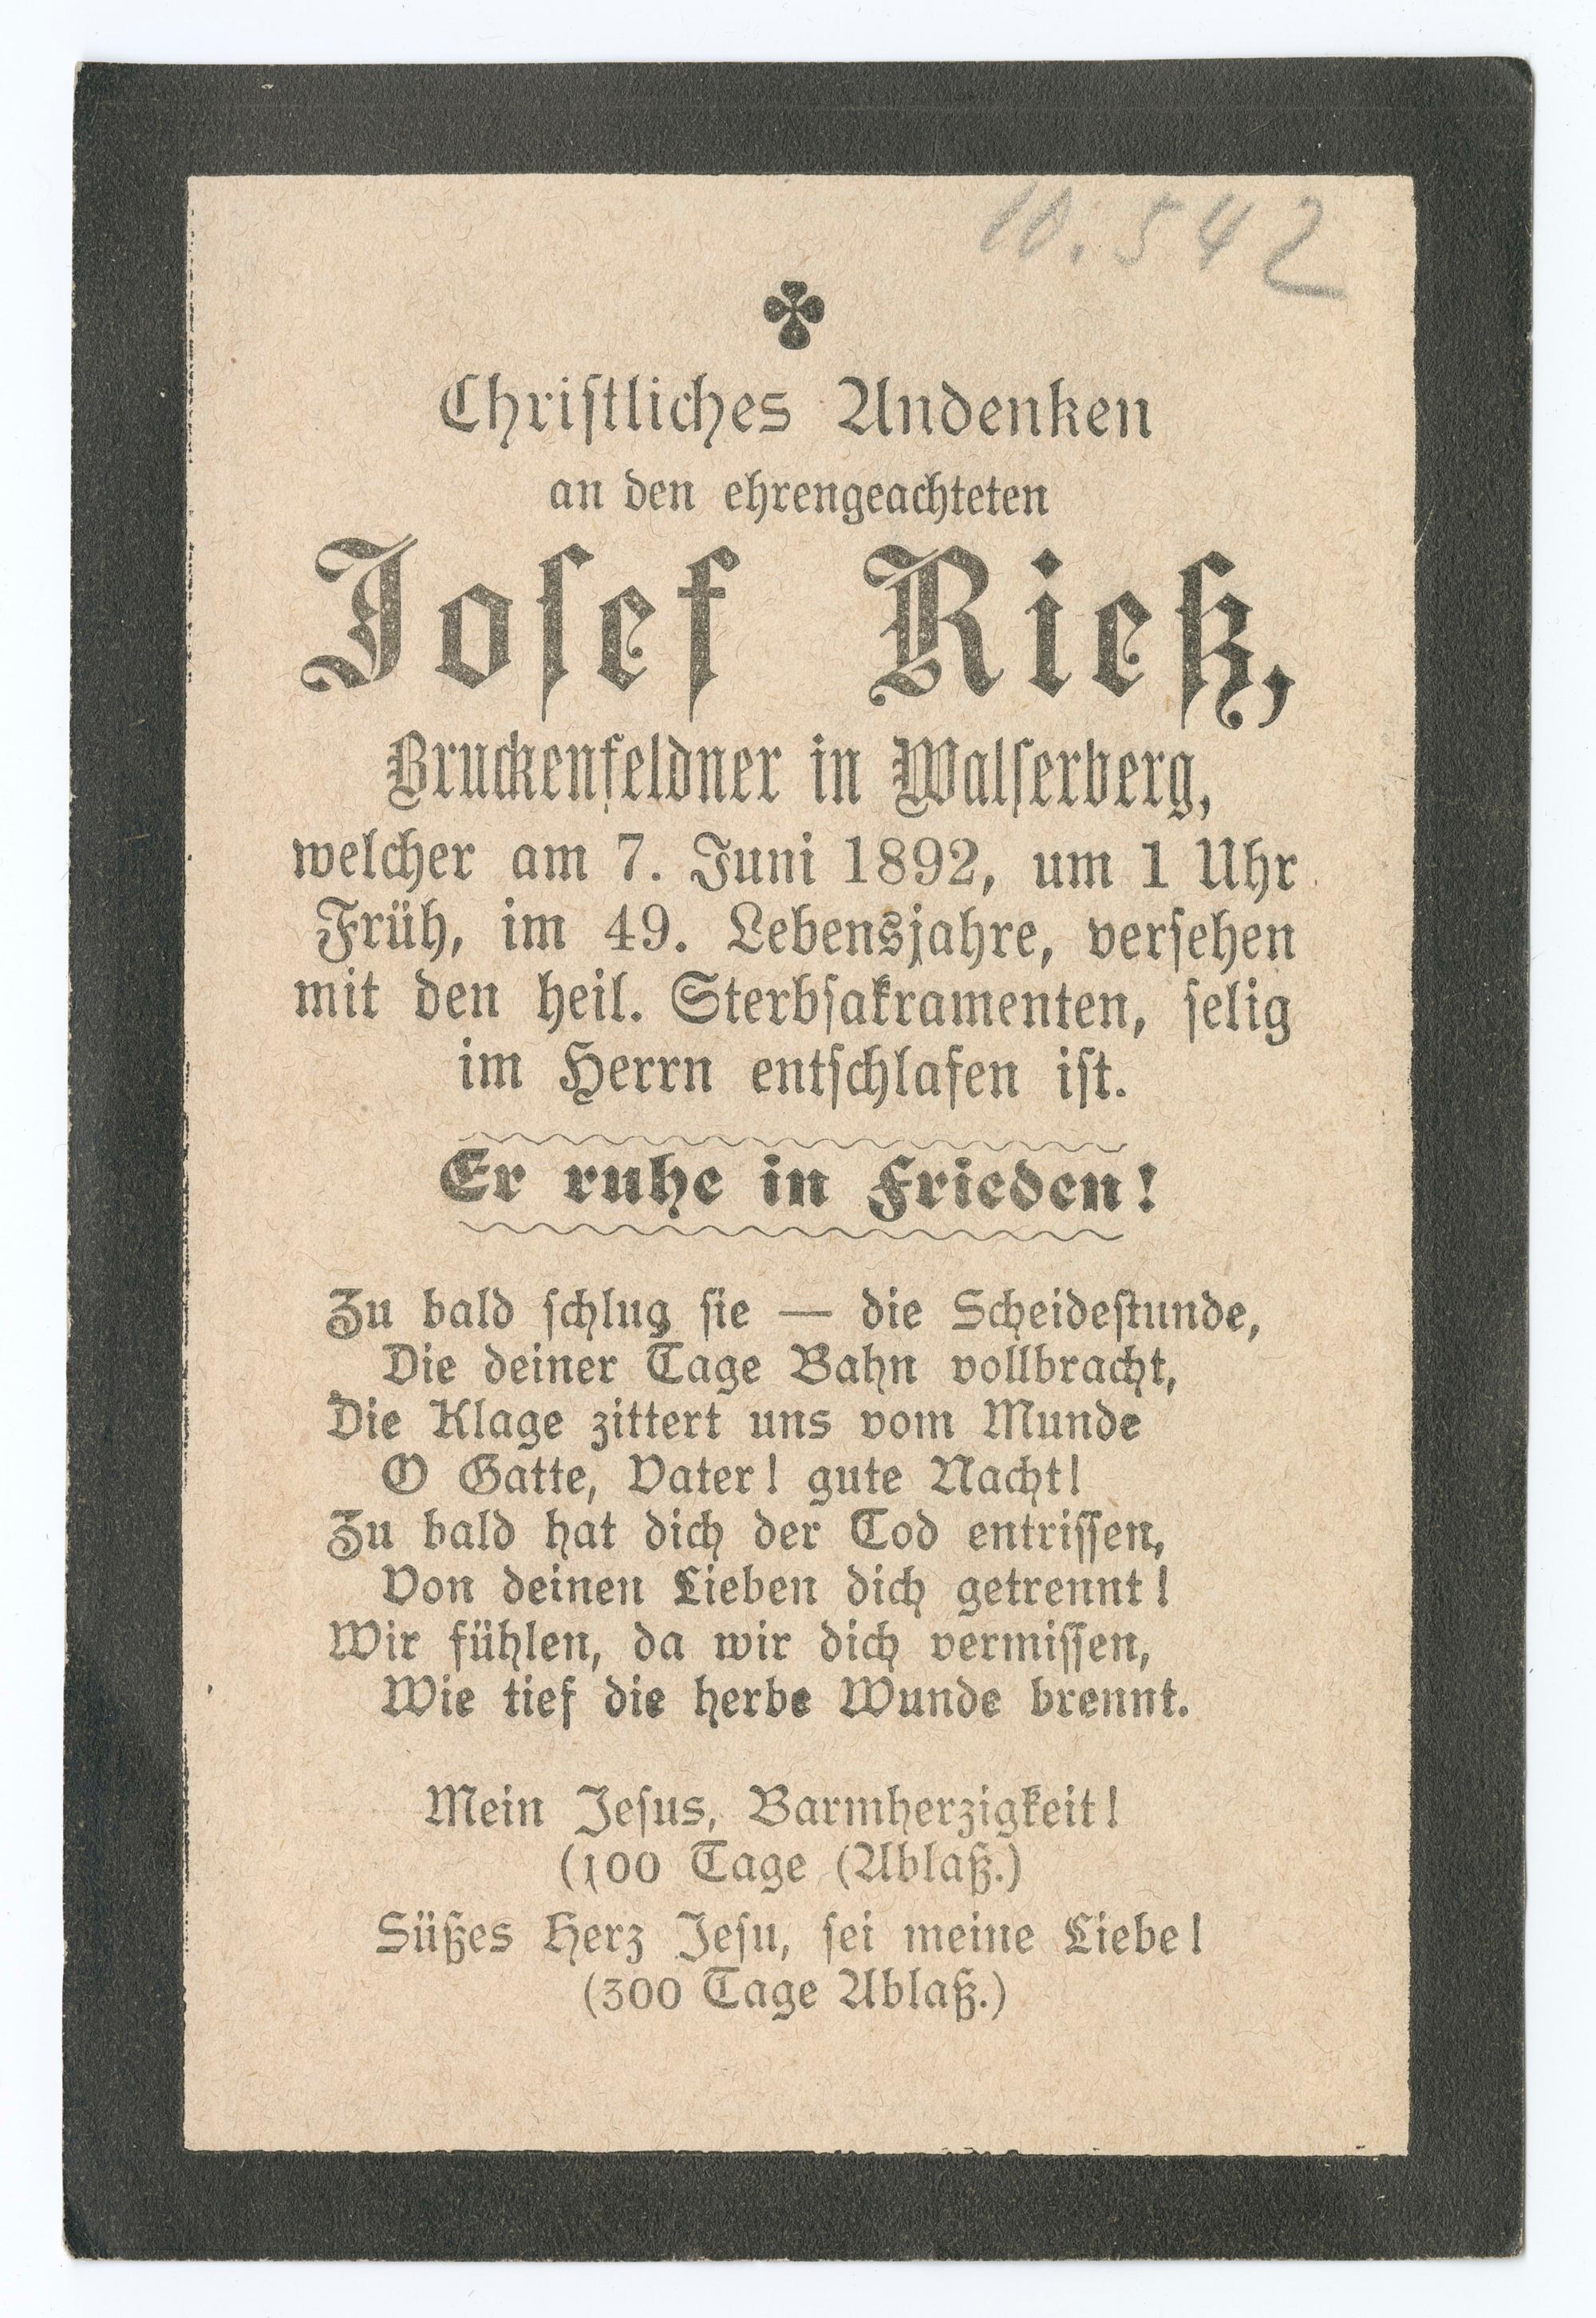 10.542
Christliches Andenken
an den ehrengeachteten
Josef Rieß,
Bruckenfeldner in Walserberg,
welcher am 7. Juni 1892, um 1 Uhr
Früh, im 49. Lebensjahre, versehen
mit den heil. Sterbsakramenten, selig
im Herrn entschlafen ist.
Er ruhe in Frieden!
Zu bald schlug sie — die Scheidestunde,
Die deiner Tage Bahn vollbracht,
Die Klage zittert uns vom Munde
O Gatte, Vater! gute Nacht!
Zu bald hat dich der Tod entrissen,
Von deinen Lieben dich getrennt!
Wir fühlen, da wir dich vermissen,
Wie tief die herbe Wunde brennt.
Mein Jesus, Barmherzigkeit!
(100 Tage (Ablaß.)
Süßes Herz Jesu, sei meine Liebe!
(300 Tage Ablaß.)